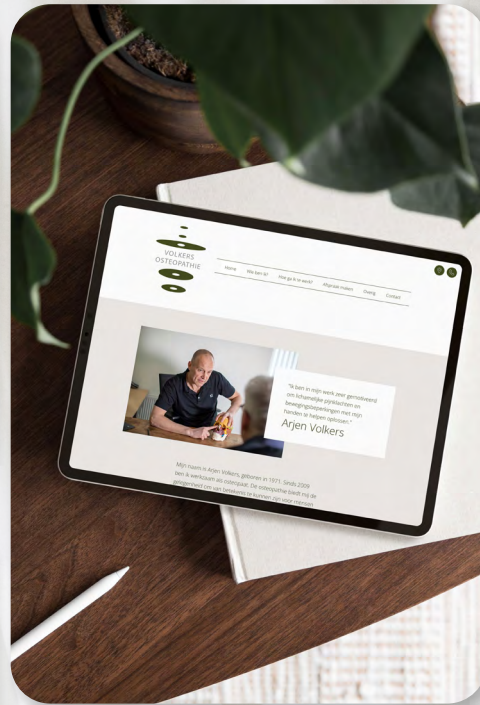 VOLKERS
OSTEOPATHIE
Home Wie ben ik? Hoe ga ik te werk? Afspraak maken Overig Contact
"Ik ben in mijn werk zeer gemotiveerd
om lichamelijke pijnklachten en
bewegingsbeperkingen met mijn
handen te helpen oplossen."
Arjen Volkers
Mijn naam is Arjen Volkers, geboren in 1971. Sinds 2009
ben ik werkzaam als osteopaat. De osteopathie biedt mij de
gelegenheid om van betekenis te kunnen zijn voor mensen